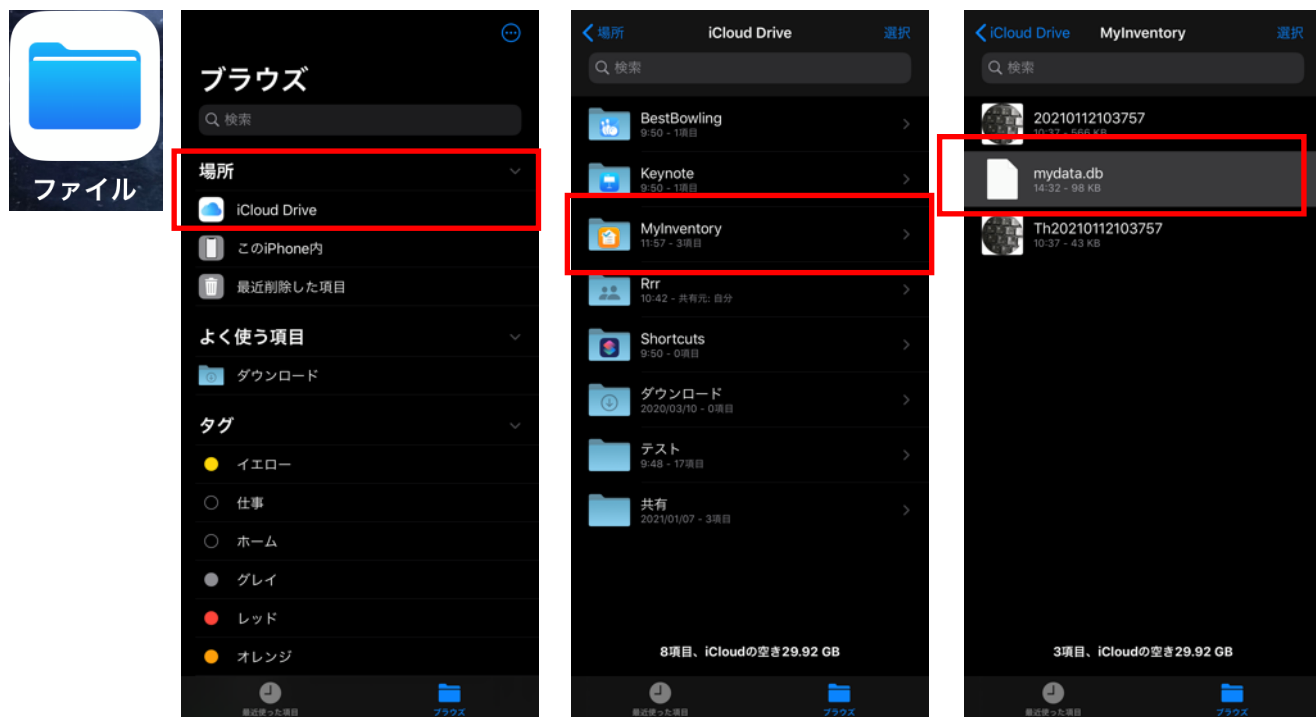 ファイル
ブラウズ
検索
場所
iCloud Drive
このiPhone内
最近削除した項目
よく使う項目
ダウンロード
タグ
イエロー
仕事
ホーム
グレイ
レッド
オレンジ
最近使った項目
ブラウズ
場所
iCloud Drive
選択
検索
BestBowling
9:50 - 1項目
Keynote
9:50 - 1項目
MyInventory
11:57 - 3項目
Rrr
10:42 - 共有元: 自分
Shortcuts
9:50 - 0項目
ダウンロード
2020/03/10 - 0項目
テスト
9:48 - 17項目
共有
2021/01/07 - 3項目
8項目、iCloudの空き29.92 GB
最近使った項目
ブラウズ
iCloud Drive
MyInventory
選択
検索
20210112103757
10:37 - 566 KB
mydata.db
14:32 - 98 KB
Th20210112103757
10:37 - 43 KB
3項目、iCloudの空き29.92 GB
最近使った項目
ブラウズ